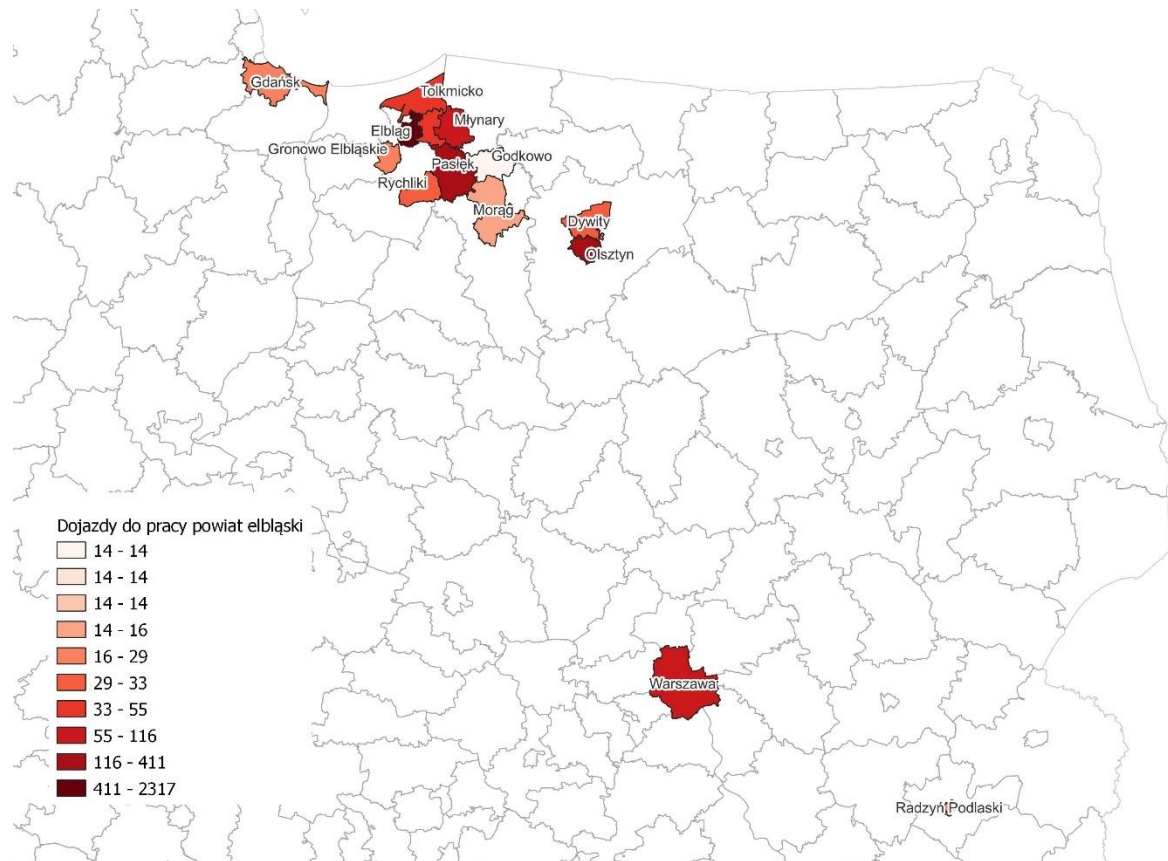 Gdańsk
Tolkmicko
Młynary
Elbląg
Gronowo Elbląskie
Godkowo
Pasłęk
Rychliki
Morąg
Dywity
Olsztyn
Warszawa
Radzyń Podlaski
Dojazdy do pracy powiat elbląski
14 - 14
14 - 14
14 - 14
14 - 16
16 - 29
29 - 33
33 - 55
55 - 116
116 - 411
411 - 2317